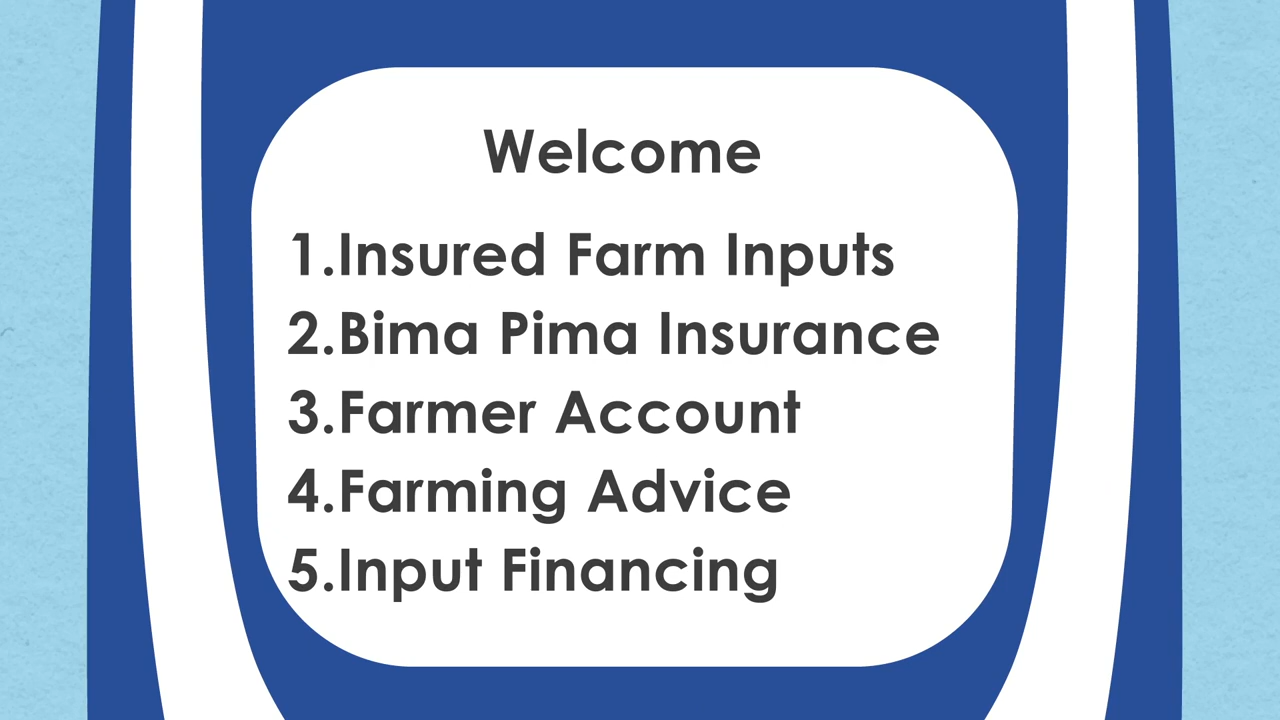 Welcome
1.Insured Farm Inputs
2.Bima Pima Insurance
3.Farmer Account
4.Farming Advice
5.Input Financing